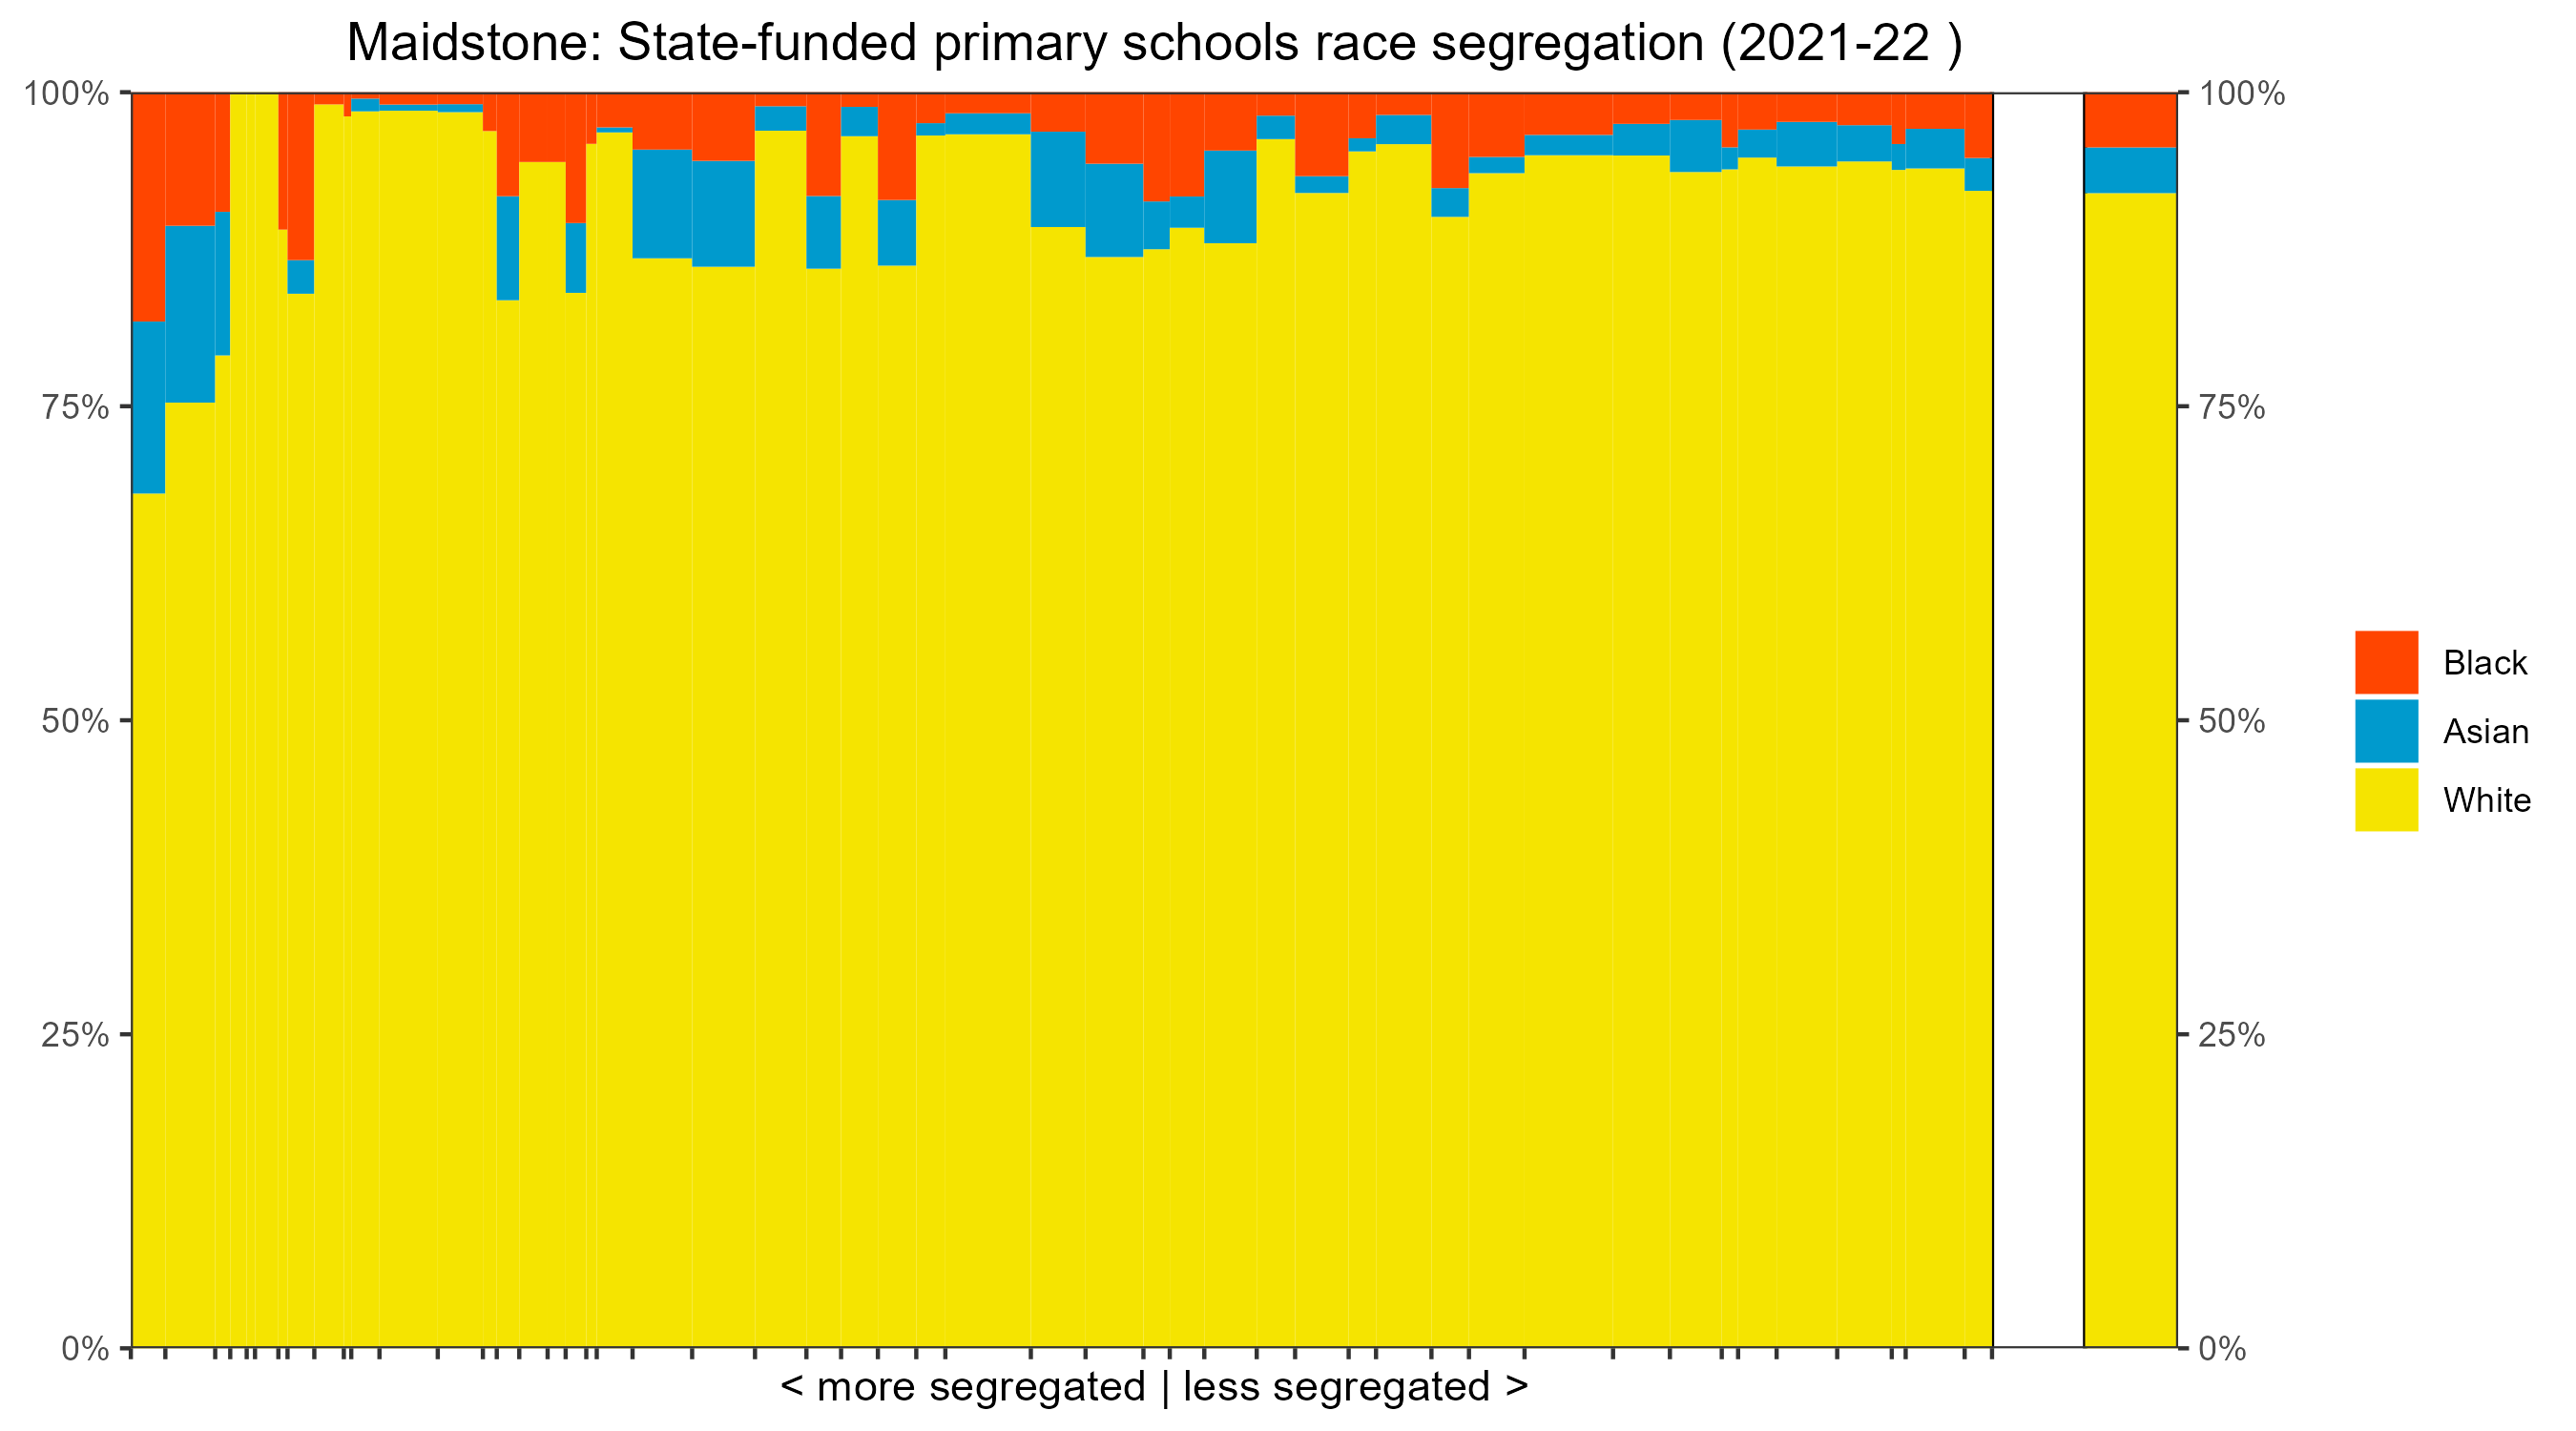 Maidstone: State-funded primary schools race segregation (2021-22 )
100%
75%
50%
25%
0%
100%
75%
50%
25%
0%
Black
Asian
White
< more segregated | less segregated >